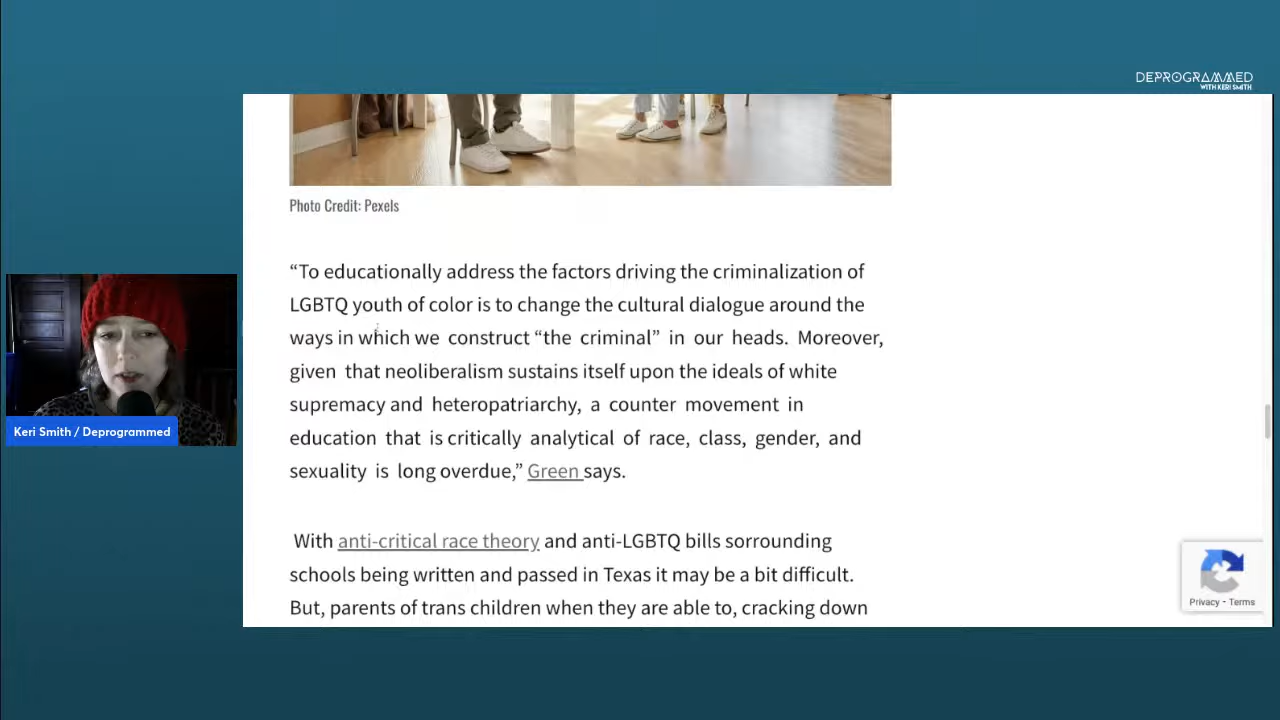 DEPROGRAMMED
WITH KERI SMITH
Photo Credit: Pexels
“To educationally address the factors driving the criminalization of
LGBTQ youth of color is to change the cultural dialogue around the
ways in which we construct “the criminal” in our heads. Moreover,
given that neoliberalism sustains itself upon the ideals of white
supremacy and heteropatriarchy, a counter movement in
education that is critically analytical of race, class, gender, and
sexuality is long overdue,” Green says.
With anti-critical race theory and anti-LGBTQ bills sorrounding
schools being written and passed in Texas it may be a bit difficult.
But, parents of trans children when they are able to, cracking down
Keri Smith / Deprogrammed
Privacy - Terms